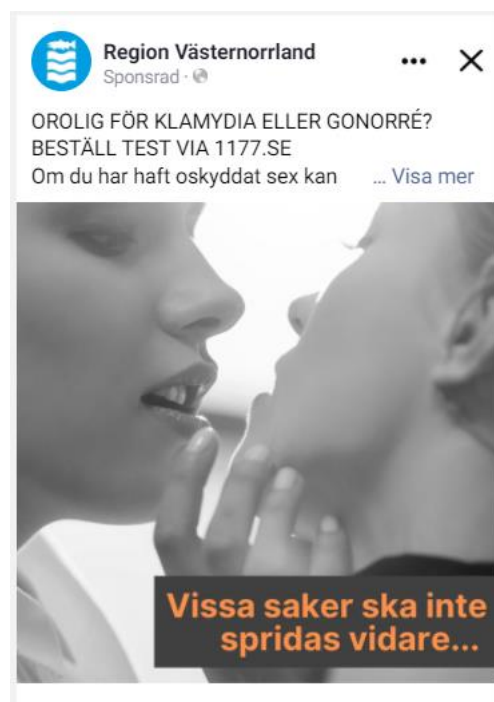 Region Västernorrland
Sponsrad ·
OROLIG FÖR KLAMYDIA ELLER GONORRÉ?
BESTÄLL TEST VIA 1177.SE
Om du har haft oskyddat sex kan ... Visa mer
Vissa saker ska inte
spridas vidare...